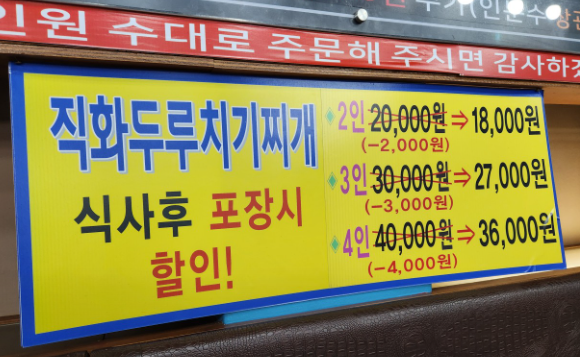 인원 수대로 주문해 주시면 감사하
직화두루치기찌개
식사후 포장시
할인!
2인 20,000원 ⇒ 18,000원
(-2,000원)
3인 30,000원 ⇒ 27,000원
(-3,000원)
4인 40,000원 ⇒ 36,000원
(-4,000원)